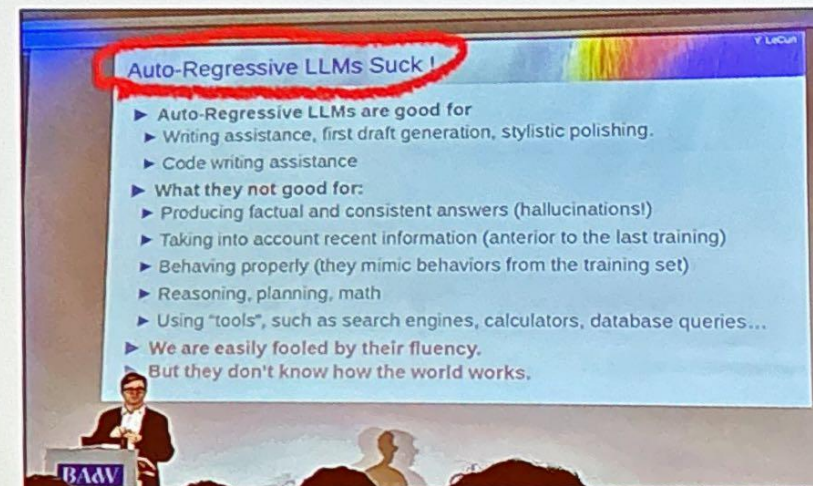 Y. LeCun
Auto-Regressive LLMs Suck !
► Auto-Regressive LLMs are good for
► Writing assistance, first draft generation, stylistic polishing.
► Code writing assistance
► What they not good for:
► Producing factual and consistent answers (hallucinations!)
► Taking into account recent information (anterior to the last training)
► Behaving properly (they mimic behaviors from the training set)
► Reasoning, planning, math
► Using "tools", such as search engines, calculators, database queries...
► We are easily fooled by their fluency.
► But they don't know how the world works.
BAdW